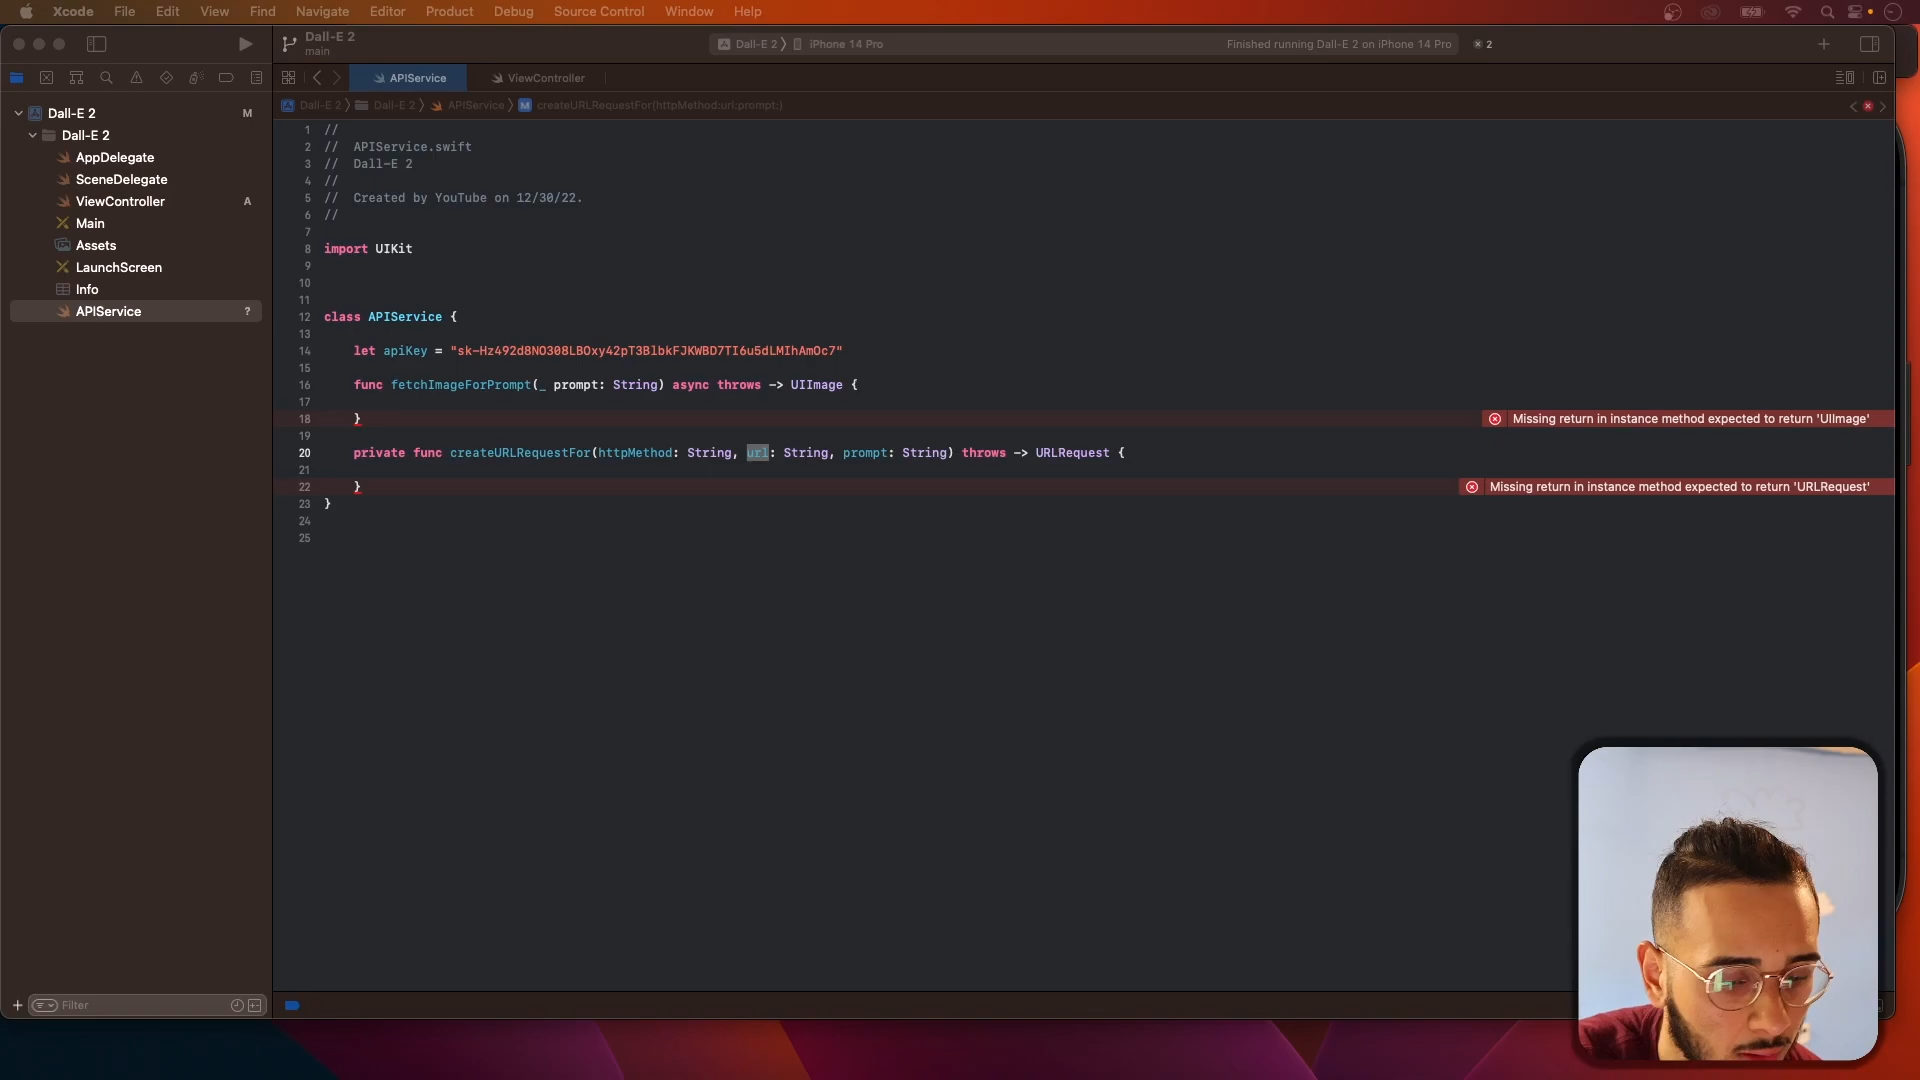 Xcode File Edit View Find Navigate Editor Product Debug Source Control Window Help
Dall-E 2
main
Dall-E 2 〉 iPhone 14 Pro
Finished running Dall-E 2 on iPhone 14 Pro
2
APIService
ViewController
Dall-E 2 〉 Dall-E 2 〉 APIService 〉 M createURLRequestFor(httpMethod:url:prompt:)
Dall-E 2 M
Dall-E 2
AppDelegate
SceneDelegate
ViewController A
Main
Assets
LaunchScreen
Info
APIService ?
Filter
1 //
2 //  APIService.swift
3 //  Dall-E 2
4 //
5 //  Created by YouTube on 12/30/22.
6 //
7
8 import UIKit
9
10
11
12 class APIService {
13
14     let apiKey = "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"
15
16     func fetchImageForPrompt(_ prompt: String) async throws -> UIImage {
17
18     } Missing return in instance method expected to return 'UIImage'
19
20     private func createURLRequestFor(httpMethod: String, url: String, prompt: String) throws -> URLRequest {
21
22     } Missing return in instance method expected to return 'URLRequest'
23 }
24
25